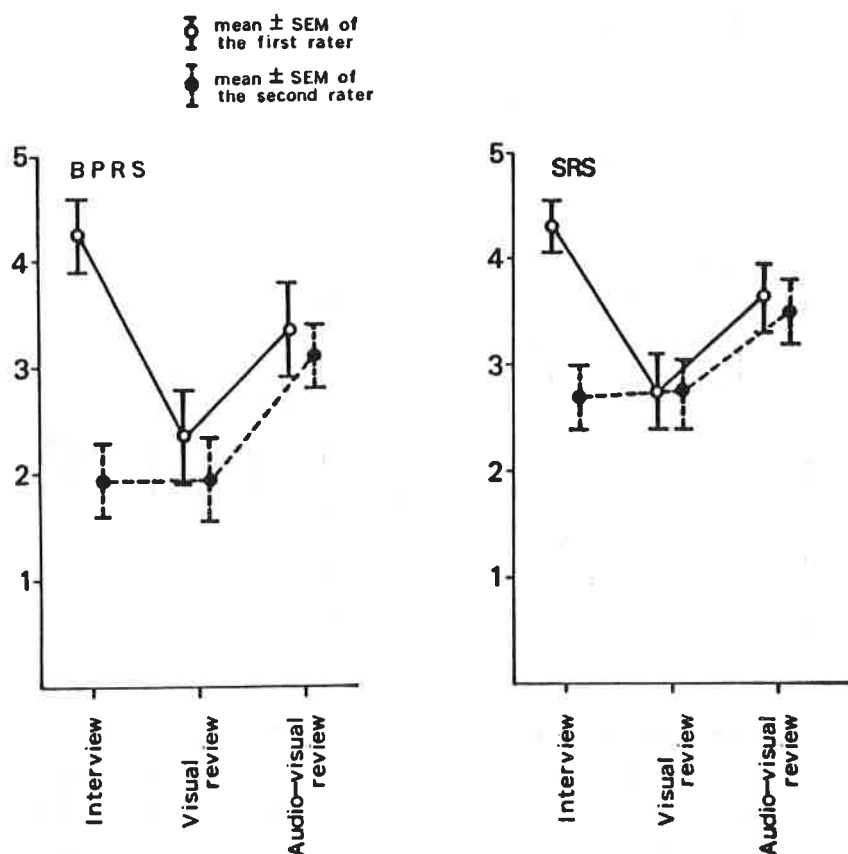 mean ± SEM of
the first rater
mean ± SEM of
the second rater
BPRS
5
4
3
2
1
Interview
Visual
review
Audio-visual
review
SRS
5
4
3
2
1
Interview
Visual
review
Audio-visual
review